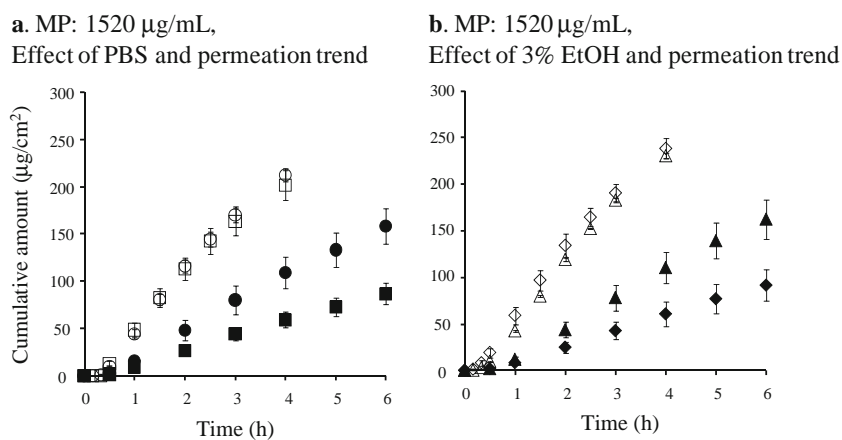 a. MP: 1520 μg/mL,
Effect of PBS and permeation trend
b. MP: 1520 μg/mL,
Effect of 3% EtOH and permeation trend
Cumulative amount (μg/cm²)
300
250
200
150
100
50
0
0 1 2 3 4 5 6
Time (h)
300
250
200
150
100
50
0
0 1 2 3 4 5 6
Time (h)